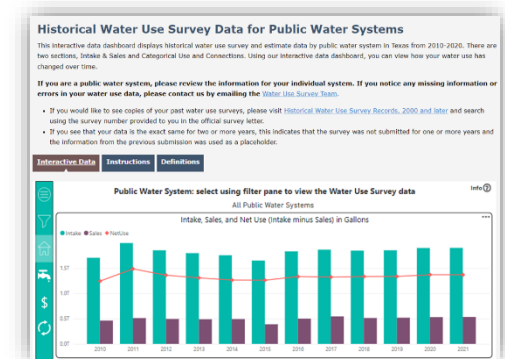 Historical Water Use Survey Data for Public Water Systems
This interactive data dashboard displays historical water use survey and estimate data by public water system in Texas from 2010-2020. There are
two sections, Intake & Sales and Categorical Use and Connections. Using our interactive data dashboard, you can view how your water use has
changed over time.
If you are a public water system, please review the information for your individual system. If you notice any missing information or
errors in your water use data, please contact us by emailing the Water Use Survey Team.
• If you would like to see copies of your past water use surveys, please visit Historical Water Use Survey Records, 2000 and later and search
using the survey number provided to you in the official survey letter.
• If you see that your data is the exact same for two or more years, this indicates that the survey was not submitted for one or more years and
the information from the previous submission was used as a placeholder.
Interactive Data Instructions Definitions
Public Water System: select using filter pane to view the Water Use Survey data
Info ?
All Public Water Systems
Intake, Sales, and Net Use (Intake minus Sales) in Gallons
Intake Sales NetUse
1.5T
1.0T
0.5T
0.0T
2010 2011 2012 2013 2014 2015 2016 2017 2018 2019 2020 2021
$